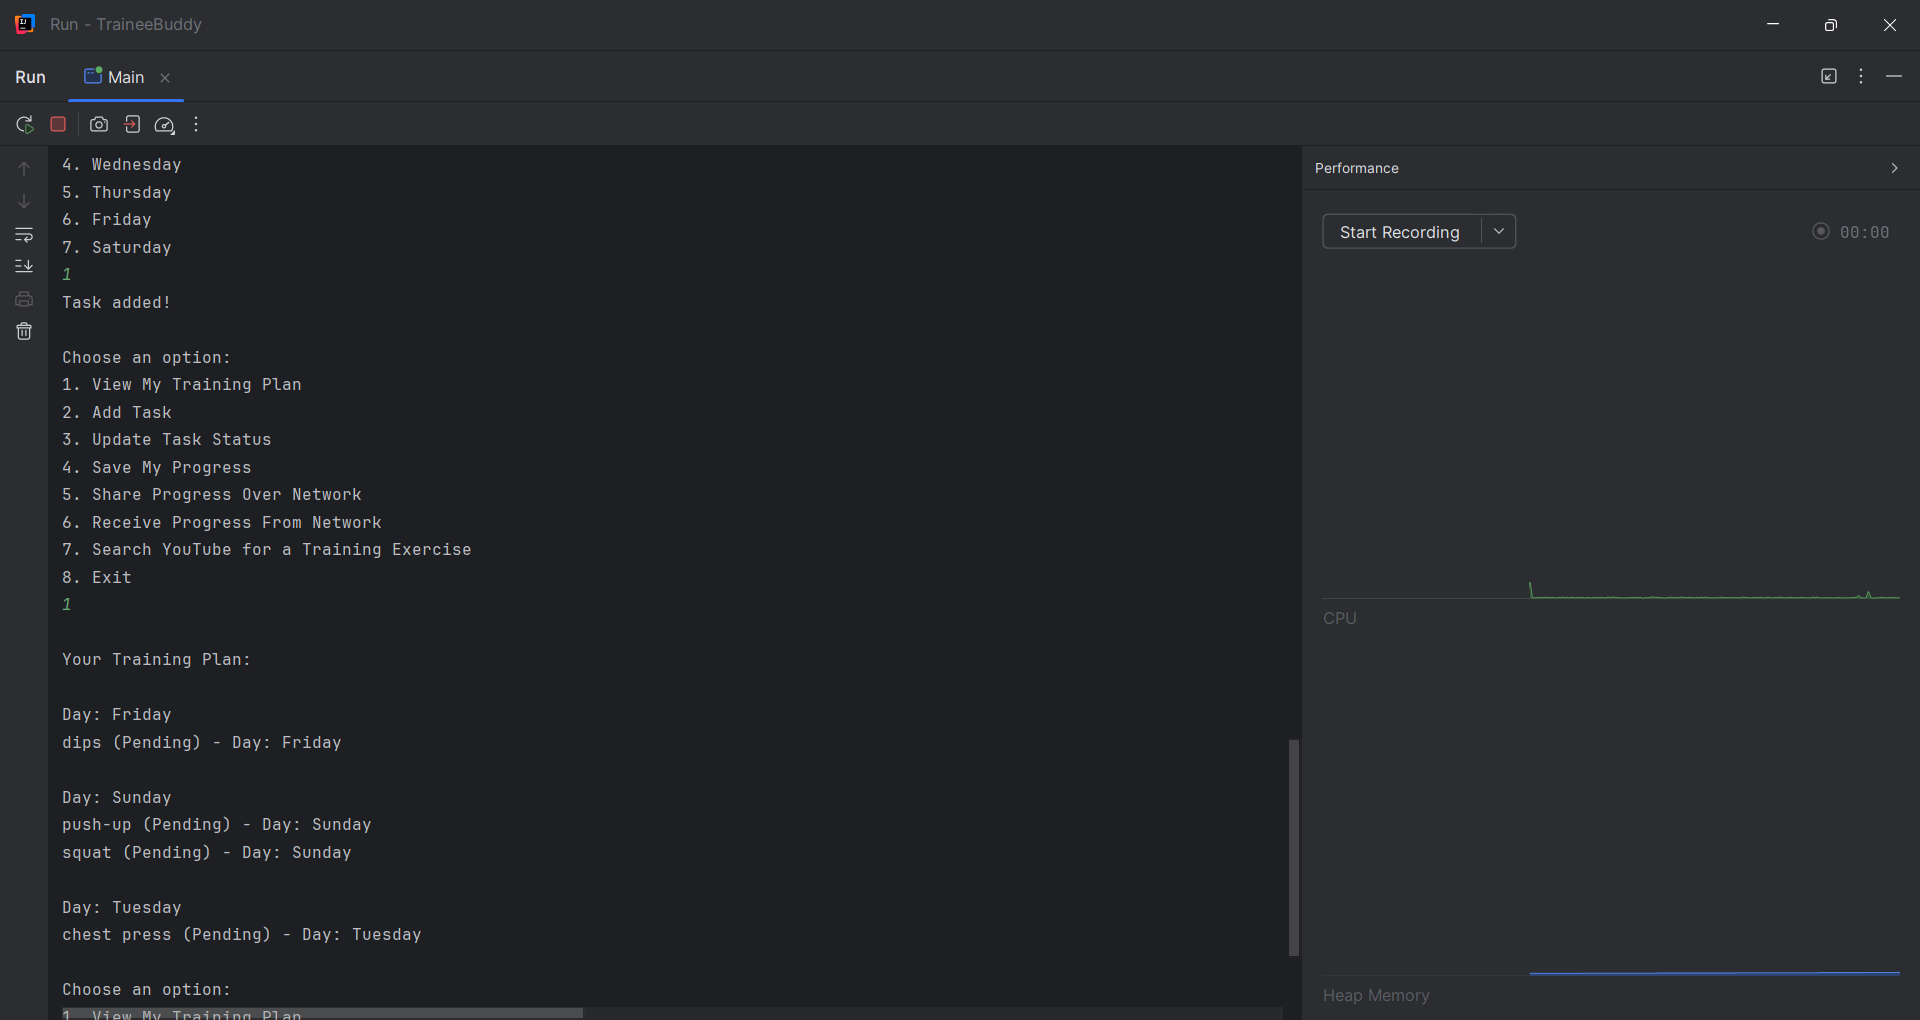 Run - TraineeBuddy
Run
Main
4. Wednesday
5. Thursday
6. Friday
7. Saturday
1
Task added!
Choose an option:
1. View My Training Plan
2. Add Task
3. Update Task Status
4. Save My Progress
5. Share Progress Over Network
6. Receive Progress From Network
7. Search YouTube for a Training Exercise
8. Exit
1
Your Training Plan:
Day: Friday
dips (Pending) - Day: Friday
Day: Sunday
push-up (Pending) - Day: Sunday
squat (Pending) - Day: Sunday
Day: Tuesday
chest press (Pending) - Day: Tuesday
Choose an option:
1. View My Training Plan
Performance
Start Recording
00:00
CPU
Heap Memory